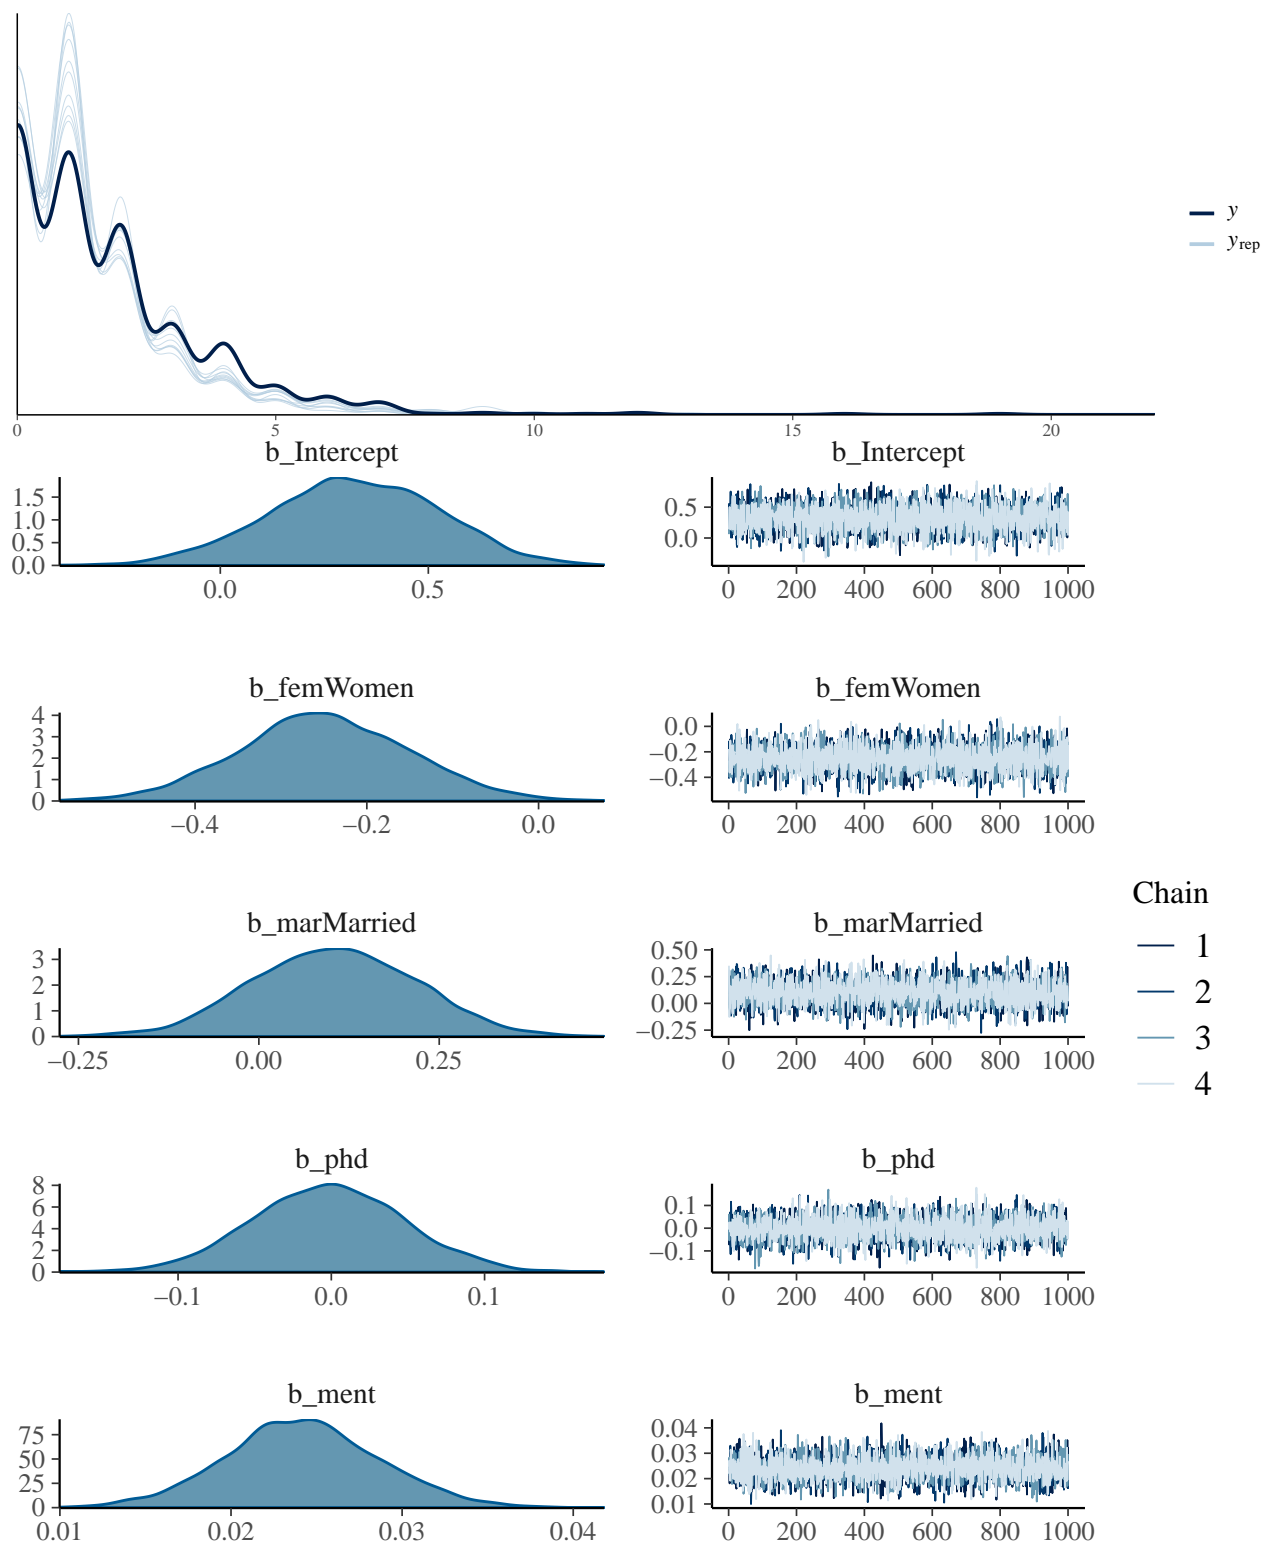 y
yrep
0 5 10 15 20
b_Intercept b_Intercept
1.5
1.0
0.5
0.0
0.0 0.5
0.5
0.0
0 200 400 600 800 1000
b_femWomen b_femWomen
4
3
2
1
0
−0.4 −0.2 0.0
0.0
−0.2
−0.4
0 200 400 600 800 1000
b_marMarried b_marMarried
3
2
1
0
−0.25 0.00 0.25
0.50
0.25
0.00
−0.25
0 200 400 600 800 1000
Chain
1
2
3
4
b_phd b_phd
8
6
4
2
0
−0.1 0.0 0.1
0.1
0.0
−0.1
0 200 400 600 800 1000
b_ment b_ment
75
50
25
0
0.01 0.02 0.03 0.04
0.04
0.03
0.02
0.01
0 200 400 600 800 1000